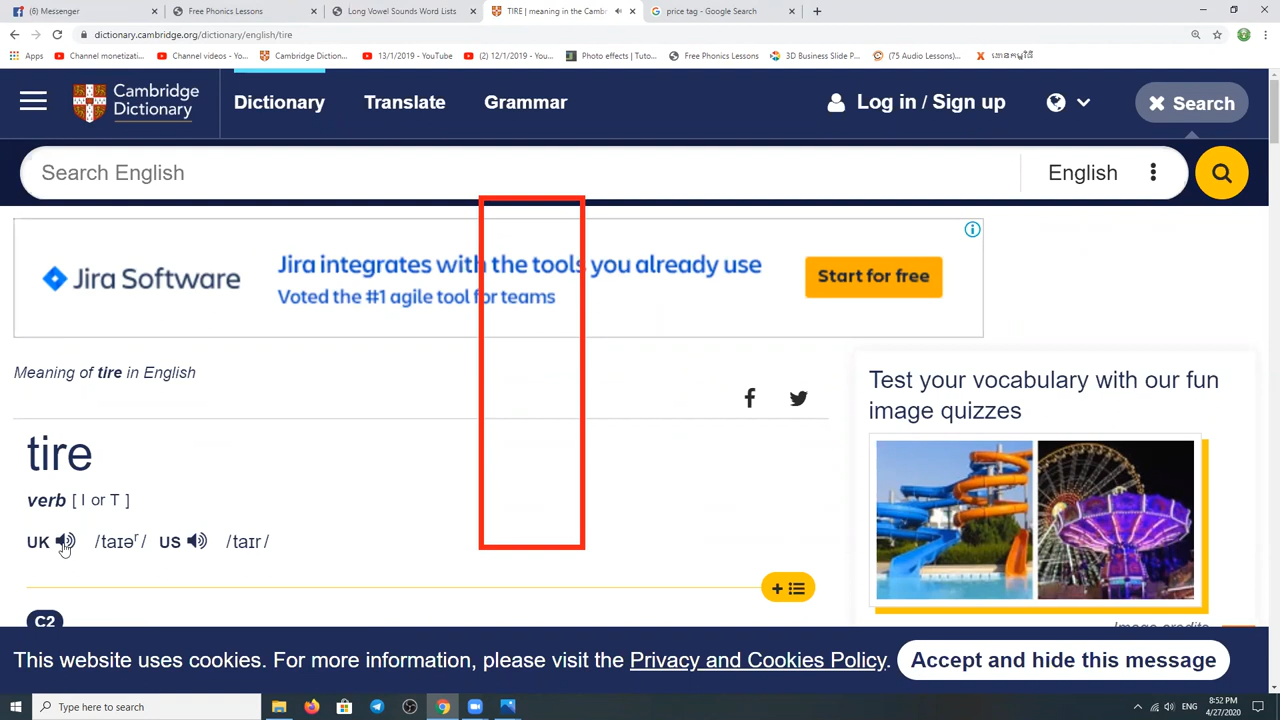 (6) Messenger
Free Phonics Lessons
Long Vowel Sounds Word Lists
TIRE | meaning in the Camb
price tag - Google Search
dictionary.cambridge.org/dictionary/english/tire
Apps
Channel monetizati...
Channel videos - Yo...
Cambridge Diction...
13/1/2019 - YouTube
(2) 12/1/2019 - YouT...
Photo effects | Tuto...
Free Phonics Lessons
3D Business Slide P...
(75 Audio Lessons)...
Cambridge
Dictionary
Dictionary
Translate
Grammar
Log in / Sign up
Search
Search English
English
Jira Software
Jira integrates with the tools you already use
Voted the #1 agile tool for teams
Start for free
Meaning of tire in English
tire
verb [ I or T ]
UK /taɪəʳ/ US /taɪr/
C2
Test your vocabulary with our fun
image quizzes
Image credits
This website uses cookies. For more information, please visit the Privacy and Cookies Policy.
Accept and hide this message
Type here to search
ENG
8:52 PM
4/27/2020